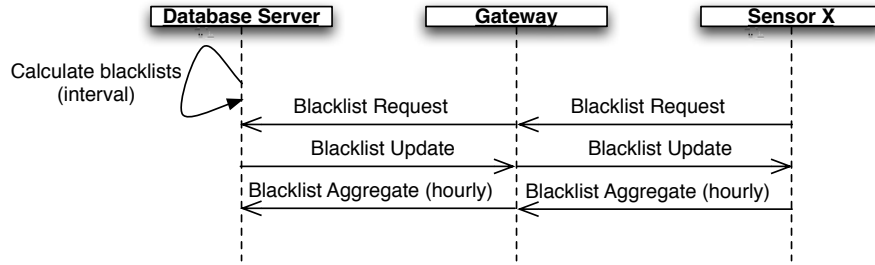 Database Server
Gateway
Sensor X
Calculate blacklists
(interval)
Blacklist Request
Blacklist Request
Blacklist Update
Blacklist Update
Blacklist Aggregate (hourly)
Blacklist Aggregate (hourly)